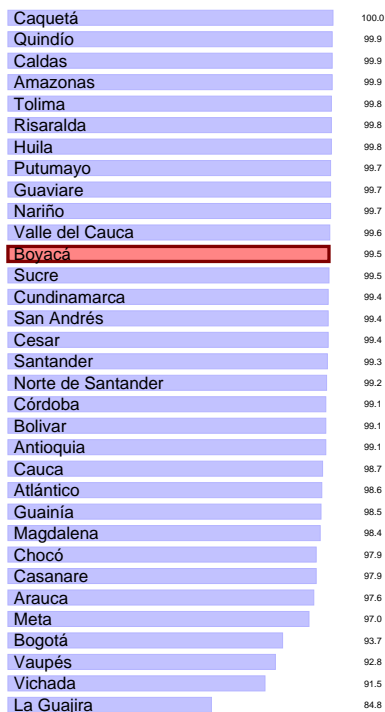 Caquetá 100.0
Quindío 99.9
Caldas 99.9
Amazonas 99.9
Tolima 99.8
Risaralda 99.8
Huila 99.8
Putumayo 99.7
Guaviare 99.7
Nariño 99.7
Valle del Cauca 99.6
Boyacá 99.5
Sucre 99.5
Cundinamarca 99.4
San Andrés 99.4
Cesar 99.4
Santander 99.3
Norte de Santander 99.2
Córdoba 99.1
Bolivar 99.1
Antioquia 99.1
Cauca 98.7
Atlántico 98.6
Guainía 98.5
Magdalena 98.4
Chocó 97.9
Casanare 97.9
Arauca 97.6
Meta 97.0
Bogotá 93.7
Vaupés 92.8
Vichada 91.5
La Guajira 84.8